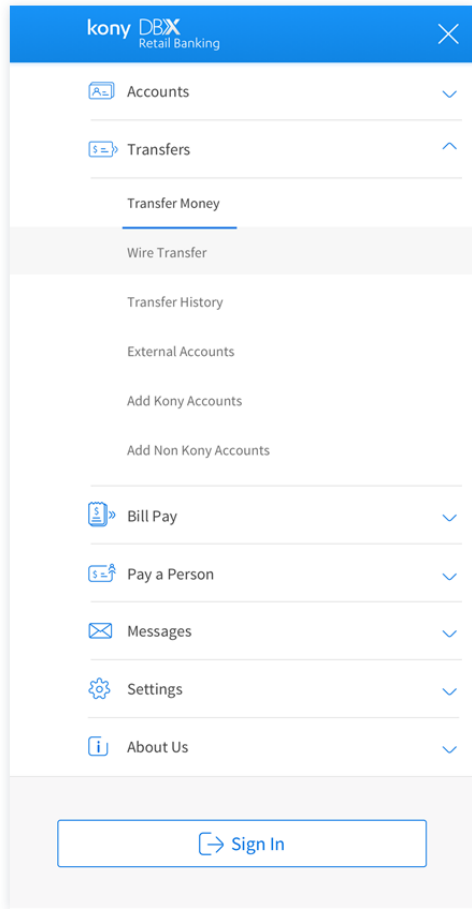 kony DBX
Retail Banking
Accounts
Transfers
Transfer Money
Wire Transfer
Transfer History
External Accounts
Add Kony Accounts
Add Non Kony Accounts
Bill Pay
Pay a Person
Messages
Settings
About Us
Sign In